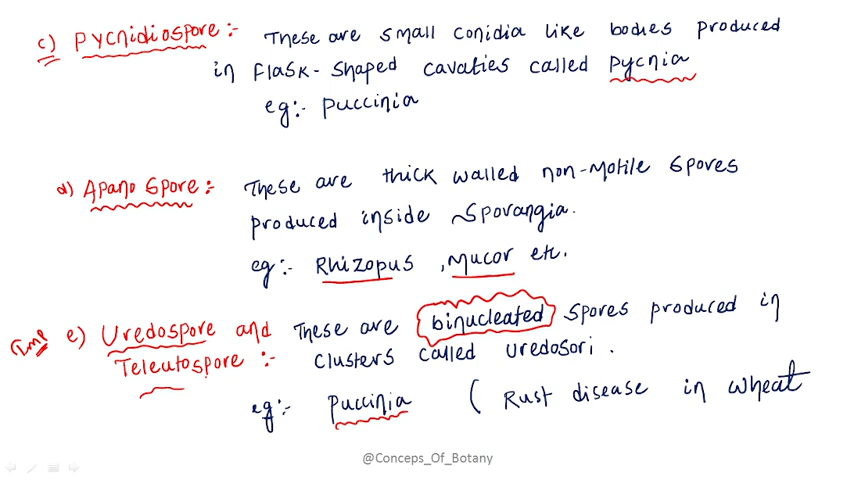 c) Pycnidiospore :- These are small conidia like bodies produced
in flask-shaped cavaties called Pycnia
eg:- Puccinia
d) Apano spore :- These are thick walled non-motile spores
produced inside sporangia.
eg:- Rhizopus , Mucor etc.
Imp e) Uredospore and These are binucleated spores produced in
Teleutospore :- clusters called uredosori .
eg:- Puccinia ( Rust disease in wheat
@Conceps_Of_Botany